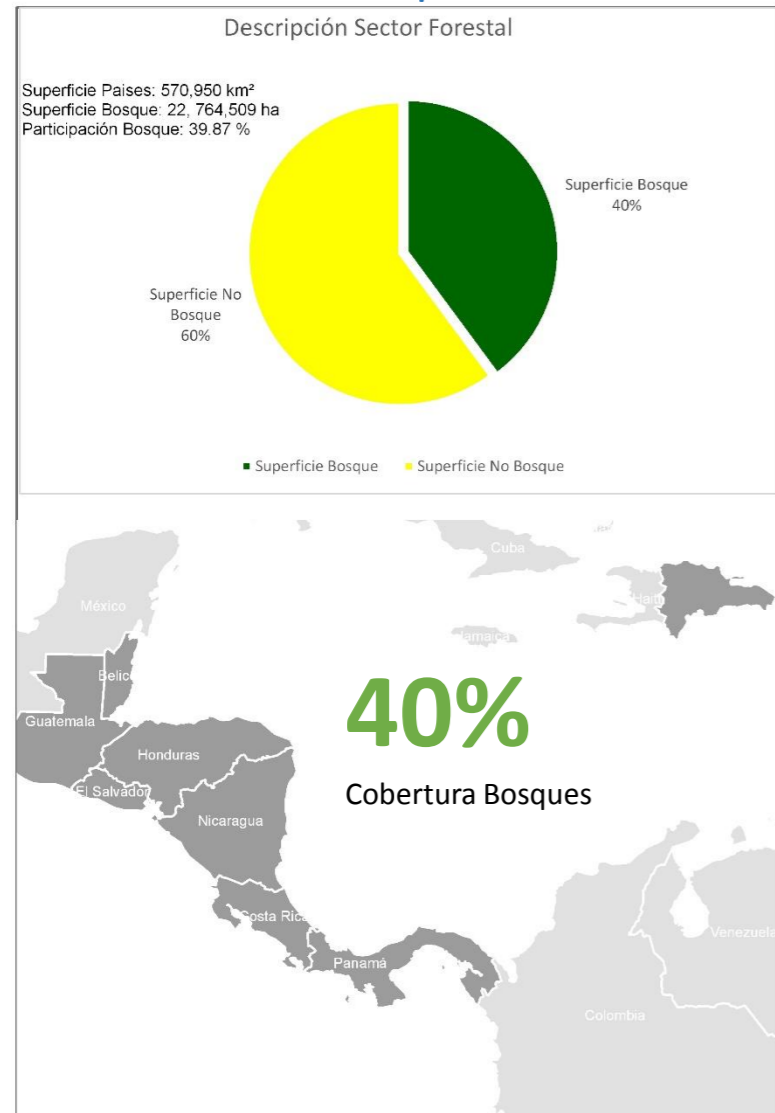 Descripción Sector Forestal
Superficie Paises: 570,950 km²
Superficie Bosque: 22, 764,509 ha
Participación Bosque: 39.87 %
Superficie Bosque
40%
Superficie No
Bosque
60%
Superficie Bosque
Superficie No Bosque
Cuba
México
Haití
Jamaica
Belice
40%
Guatemala
Honduras
Cobertura Bosques
El Salvador
Nicaragua
Costa Rica
Venezuela
Panamá
Colombia